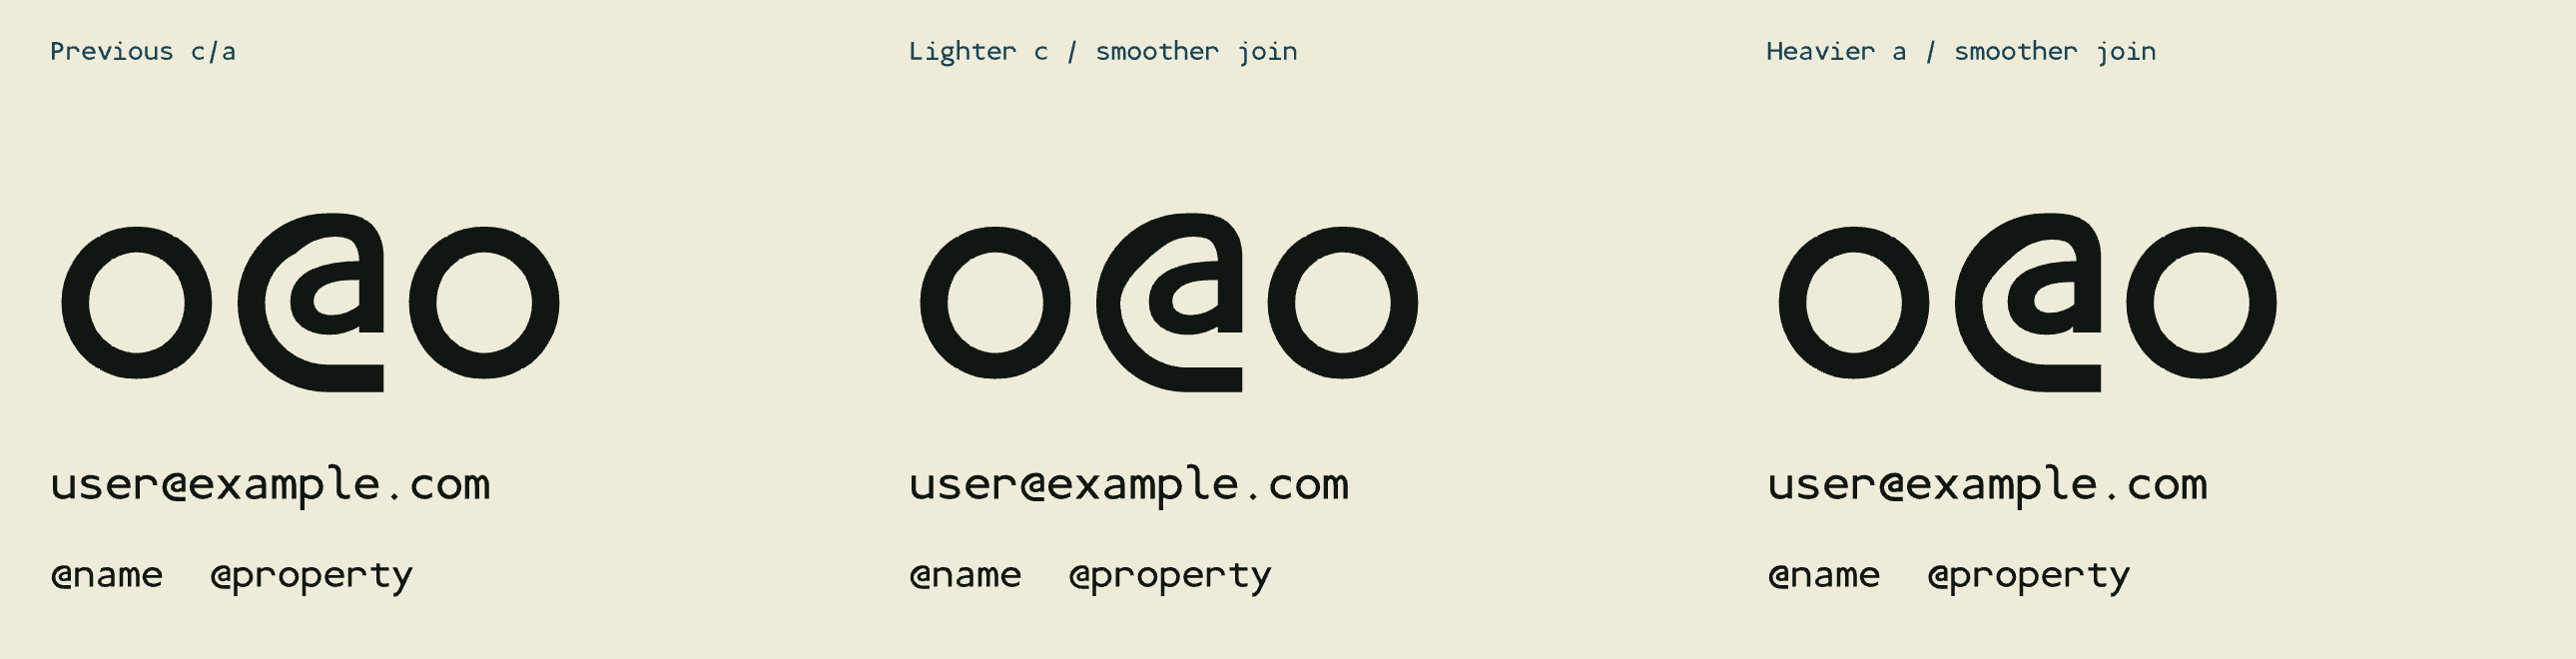 Previous c/a
o@o
user@example.com
@name @property
Lighter c / smoother join
o@o
user@example.com
@name @property
Heavier a / smoother join
o@o
user@example.com
@name @property